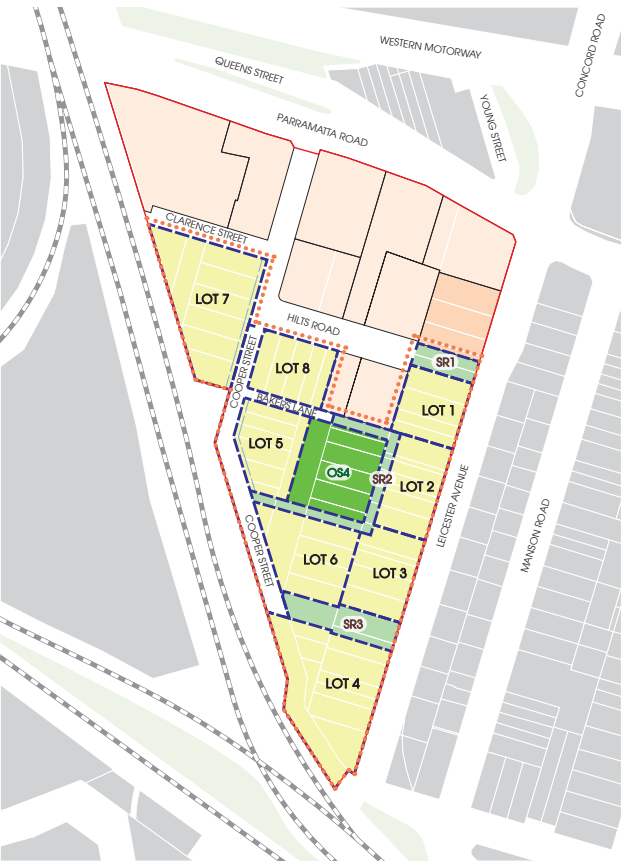 CONCORD ROAD
WESTERN MOTORWAY
QUEENS STREET
YOUNG STREET
PARRAMATTA ROAD
CLARENCE STREET
LOT 7
HILTS ROAD
COOPER STREET
LOT 8
SR1
BAKERS LANE
LOT 1
LOT 5
OS4
SR2
LOT 2
LEICESTER AVENUE
MANSON ROAD
COOPER STREET
LOT 6
LOT 3
SR3
LOT 4